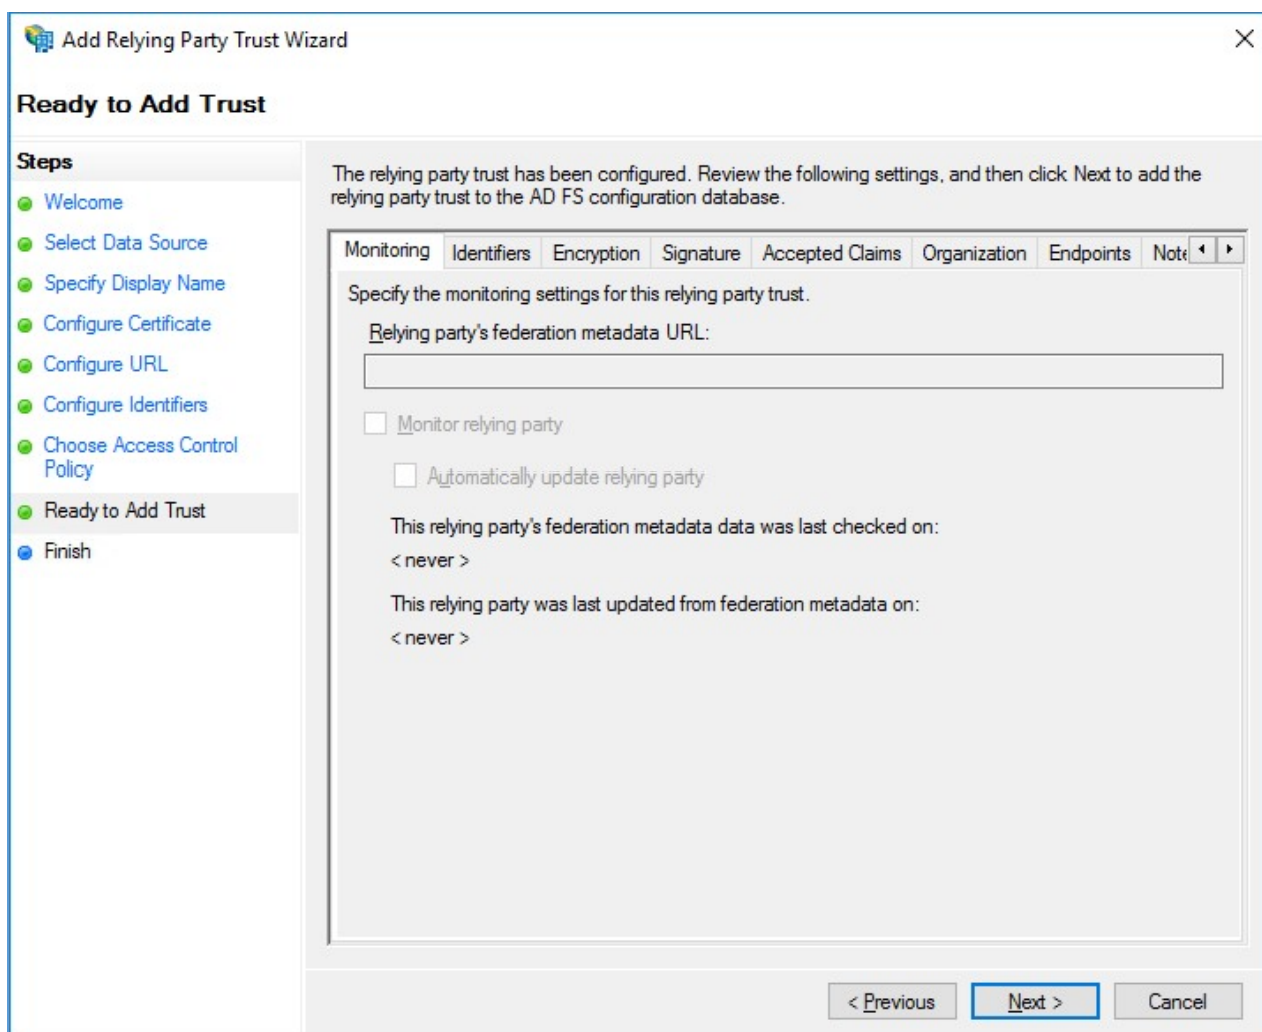 Add Relying Party Trust Wizard
Ready to Add Trust
Steps
Welcome
Select Data Source
Specify Display Name
Configure Certificate
Configure URL
Configure Identifiers
Choose Access Control
Policy
Ready to Add Trust
Finish
The relying party trust has been configured. Review the following settings, and then click Next to add the
relying party trust to the AD FS configuration database.
Monitoring Identifiers Encryption Signature Accepted Claims Organization Endpoints
Specify the monitoring settings for this relying party trust.
Relying party's federation metadata URL:
Monitor relying party
Automatically update relying party
This relying party's federation metadata data was last checked on:
< never >
This relying party was last updated from federation metadata on:
< never >
< Previous Next > Cancel